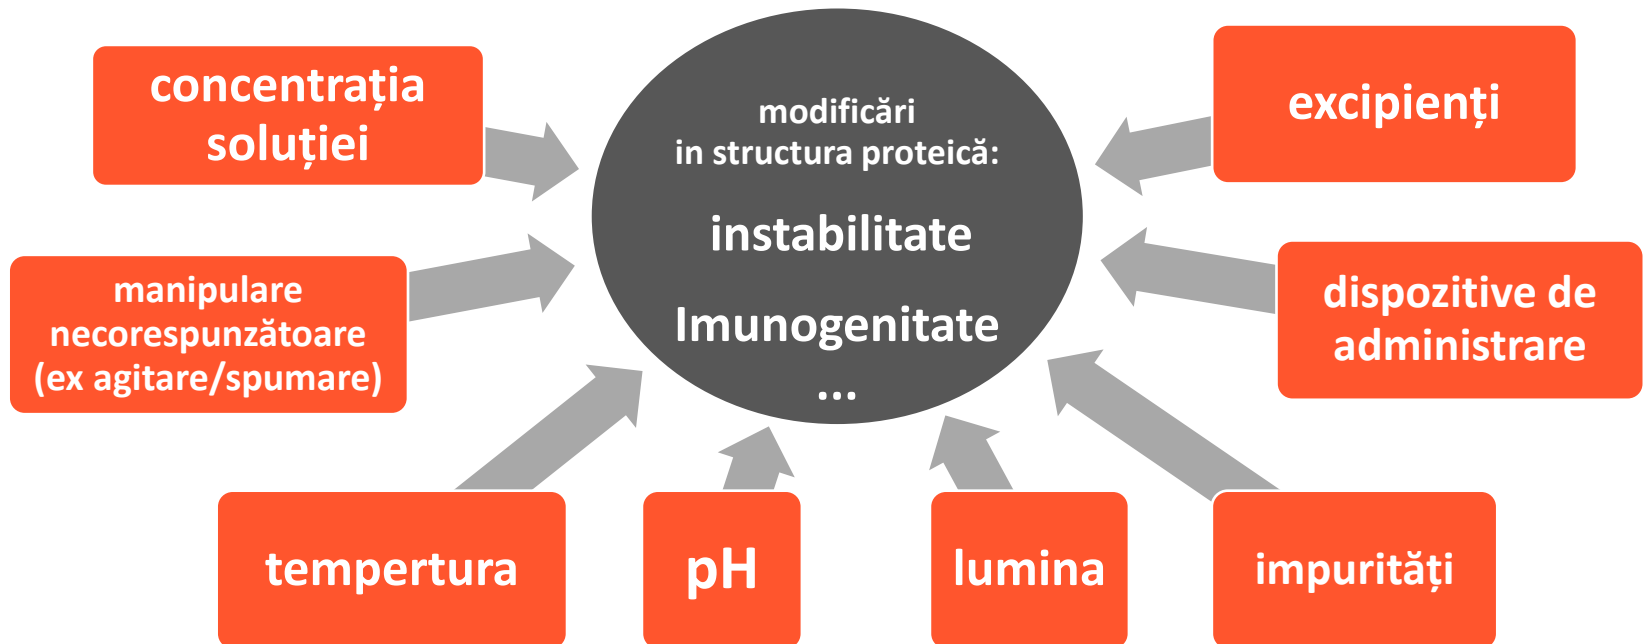 concentrația
soluției
modificări
in structura proteică:
instabilitate
Imunogenitate
...
excipienți
manipulare
necorespunzătoare
(ex agitare/spumare)
dispozitive de
administrare
tempertura
pH
lumina
impurități